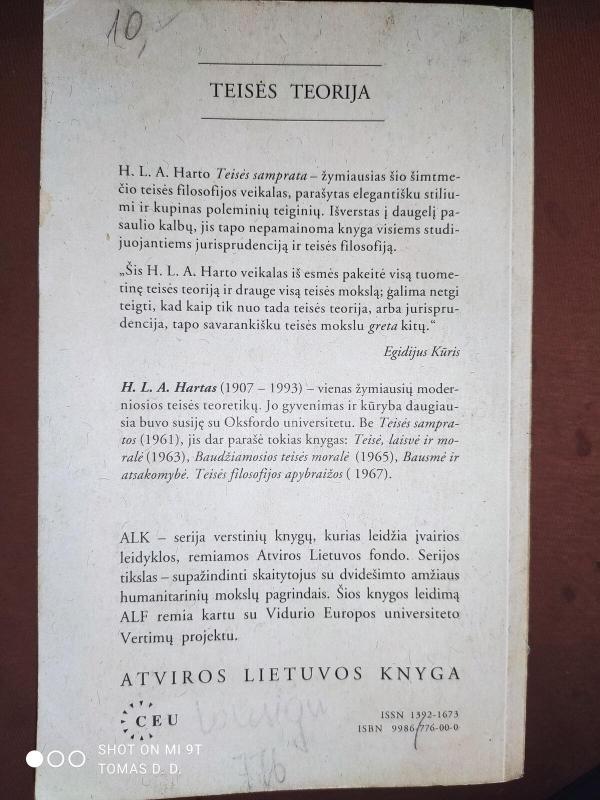 10,-
TEISĖS TEORIJA
H. L. A. Harto Teisės samprata – žymiausias šio šimtme-
čio teisės filosofijos veikalas, parašytas elegantišku stiliu-
mi ir kupinas poleminių teiginių. Išverstas į daugelį pa-
saulio kalbų, jis tapo nepamainoma knyga visiems studi-
juojantiems jurisprudenciją ir teisės filosofiją.
„Šis H. L. A. Harto veikalas iš esmės pakeitė visą tuome-
tinę teisės teoriją ir drauge visą teisės mokslą; galima netgi
teigti, kad kaip tik nuo tada teisės teorija, arba jurispru-
dencija, tapo savarankišku teisės mokslu greta kitų.“
Egidijus Kūris
H. L. A. Hartas (1907 – 1993) – vienas žymiausių moder-
niosios teisės teoretikų. Jo gyvenimas ir kūryba daugiau-
sia buvo susiję su Oksfordo universitetu. Be Teisės sampra-
tos (1961), jis dar parašė tokias knygas: Teisė, laisvė ir mo-
ralė (1963), Baudžiamosios teisės moralė (1965), Bausmė ir
atsakomybė. Teisės filosofijos apybraižos ( 1967).
ALK – serija verstinių knygų, kurias leidžia įvairios
leidyklos, remiamos Atviros Lietuvos fondo. Serijos
tikslas – supažindinti skaitytojus su dvidešimto amžiaus
humanitarinių mokslų pagrindais. Šios knygos leidimą
ALF remia kartu su Vidurio Europos universiteto
Vertimų projektu.
ATVIROS LIETUVOS KNYGA
CEU
ISSN 1392-1673
ISBN 9986-776-00-0
SHOT ON MI 9T
TOMAS D. D.